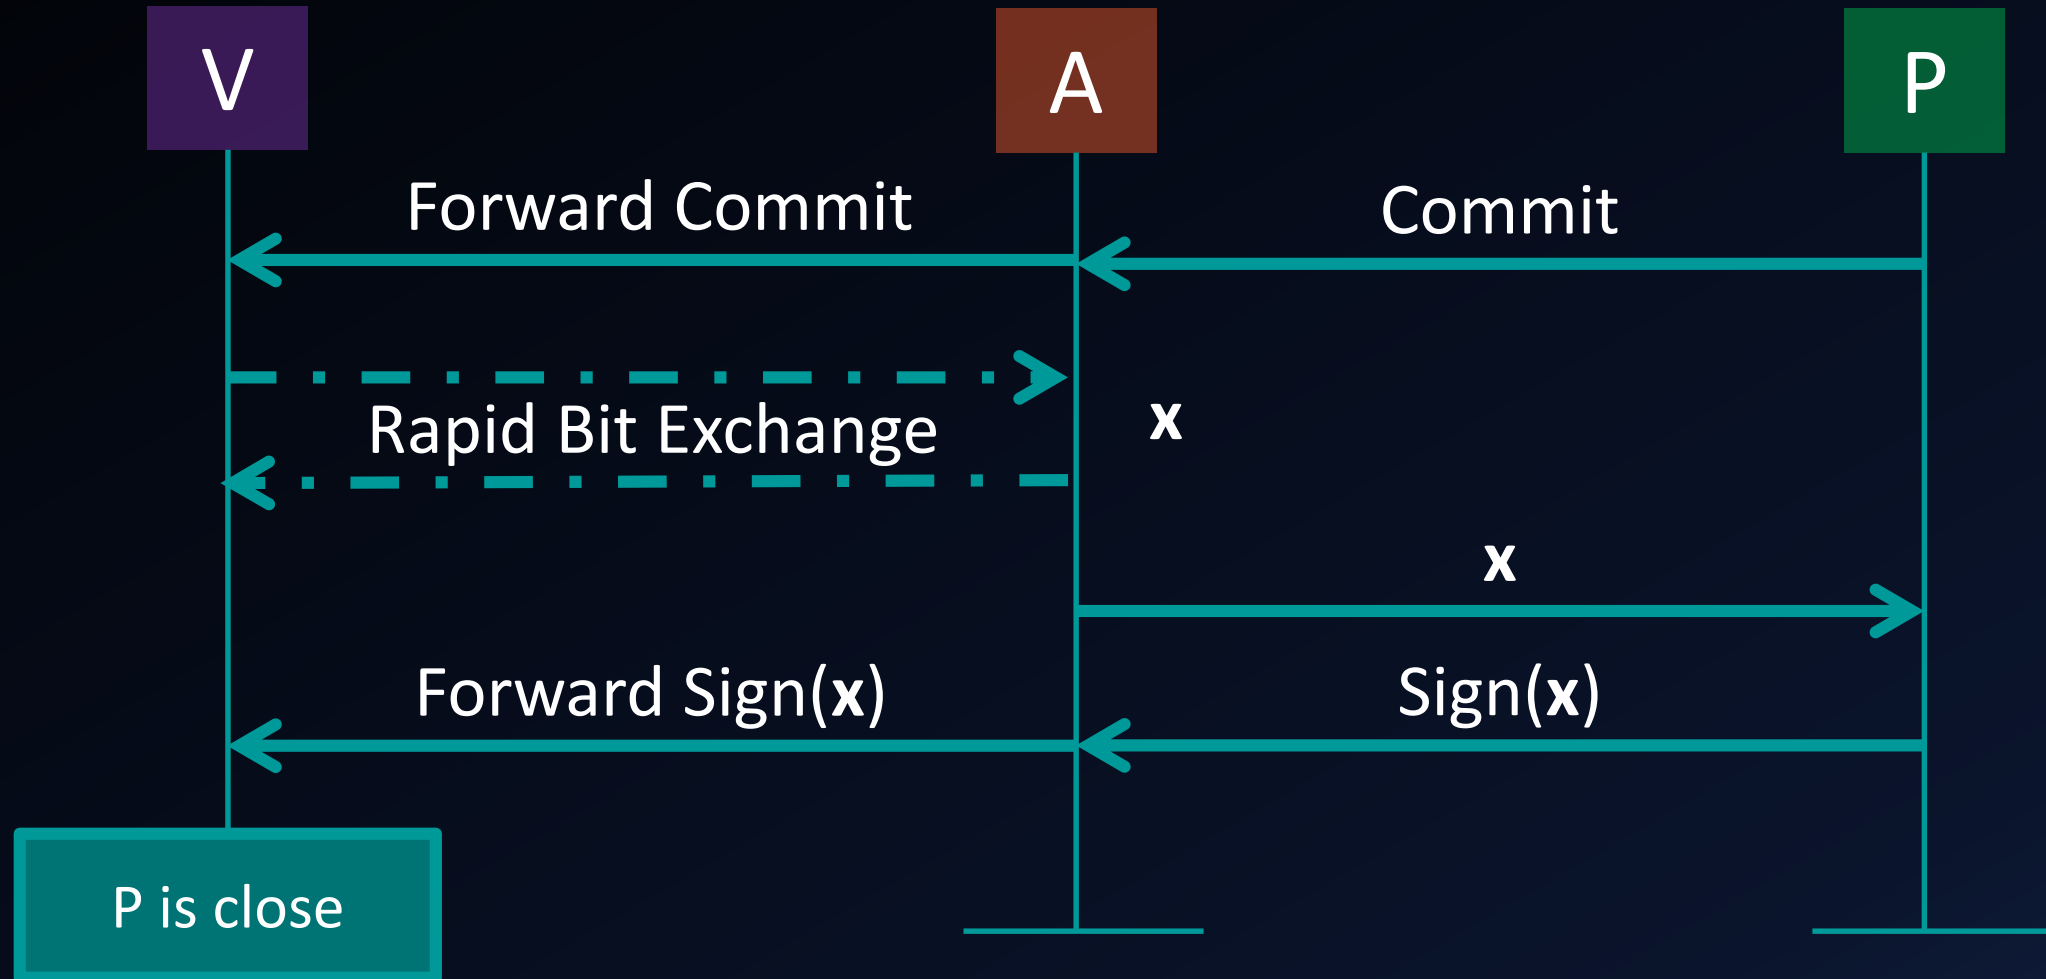 V
A
P
Forward Commit
Commit
Rapid Bit Exchange
x
x
Forward Sign(x)
Sign(x)
P is close